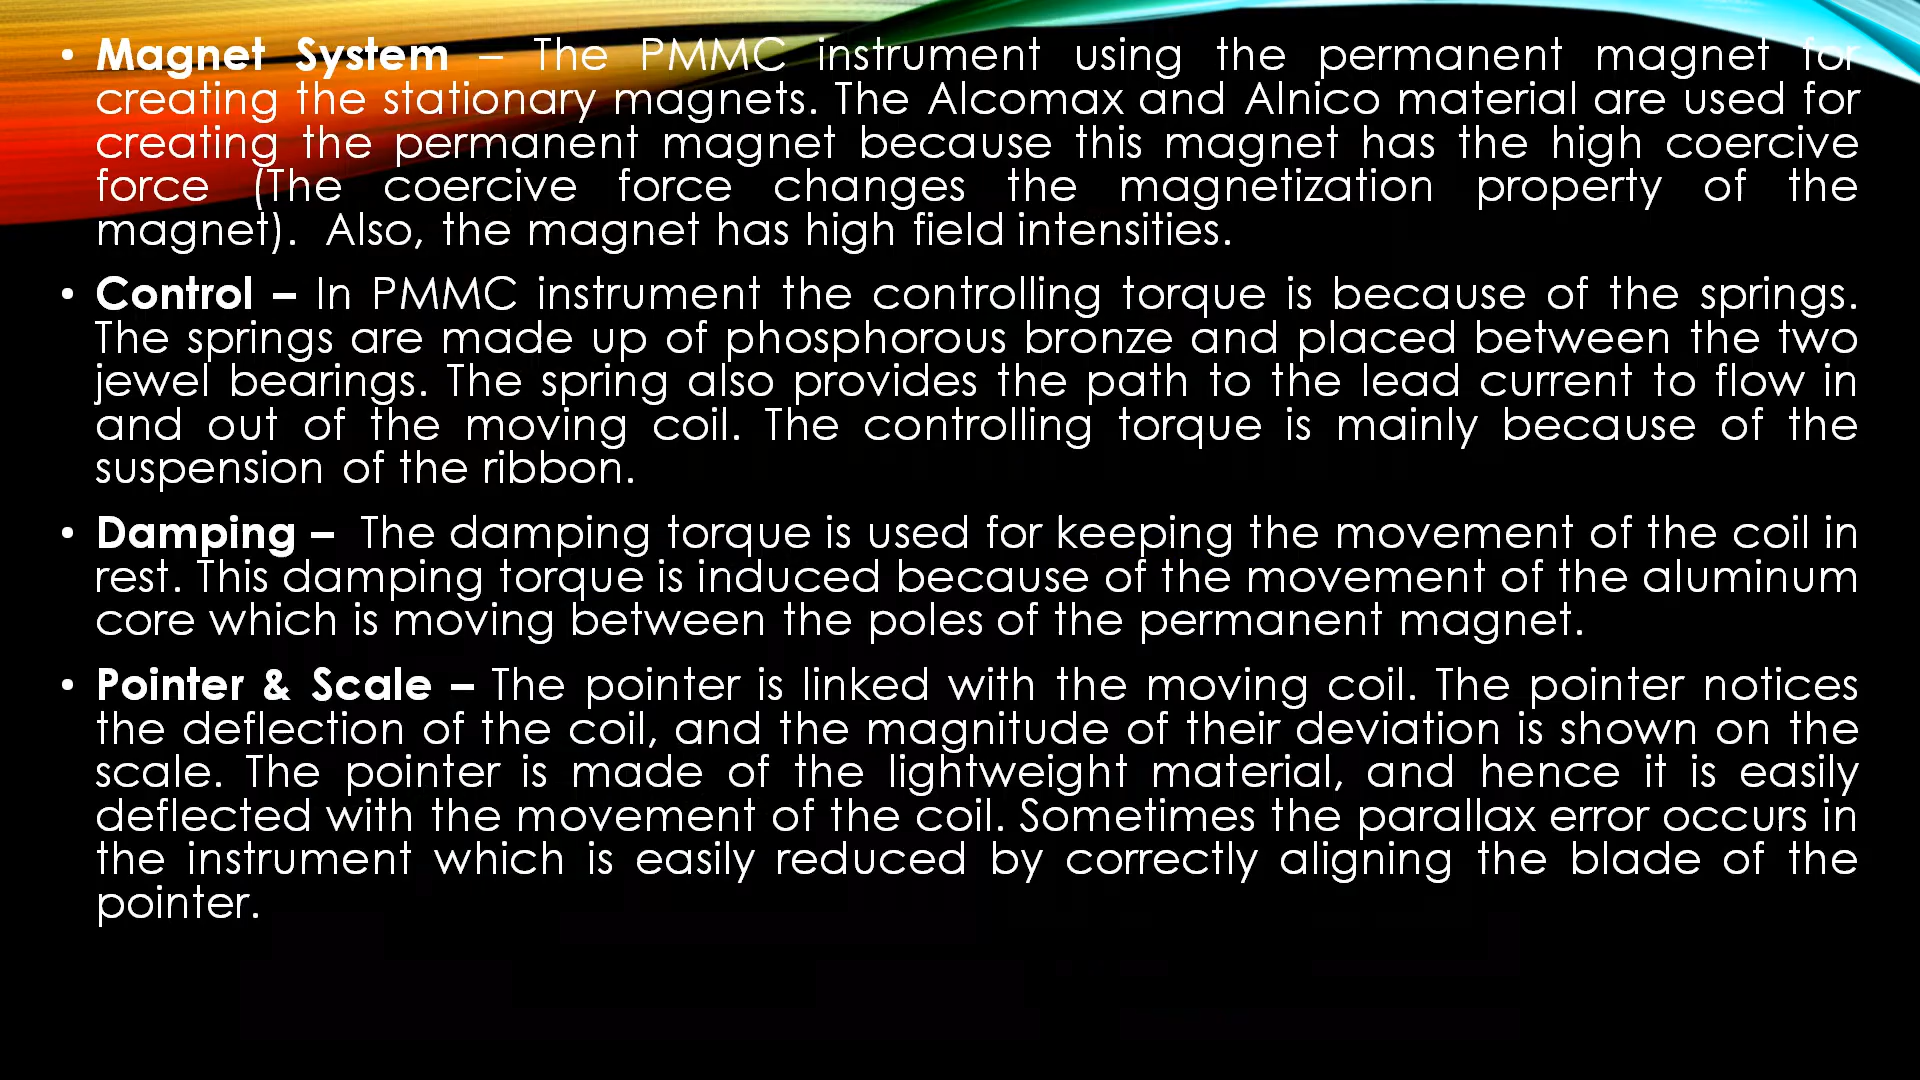 • Magnet System – The PMMC instrument using the permanent magnet for
creating the stationary magnets. The Alcomax and Alnico material are used for
creating the permanent magnet because this magnet has the high coercive
force (The coercive force changes the magnetization property of the
magnet).  Also, the magnet has high field intensities.
• Control – In PMMC instrument the controlling torque is because of the springs.
The springs are made up of phosphorous bronze and placed between the two
jewel bearings. The spring also provides the path to the lead current to flow in
and out of the moving coil. The controlling torque is mainly because of the
suspension of the ribbon.
• Damping –  The damping torque is used for keeping the movement of the coil in
rest. This damping torque is induced because of the movement of the aluminum
core which is moving between the poles of the permanent magnet.
• Pointer & Scale – The pointer is linked with the moving coil. The pointer notices
the deflection of the coil, and the magnitude of their deviation is shown on the
scale. The pointer is made of the lightweight material, and hence it is easily
deflected with the movement of the coil. Sometimes the parallax error occurs in
the instrument which is easily reduced by correctly aligning the blade of the
pointer.